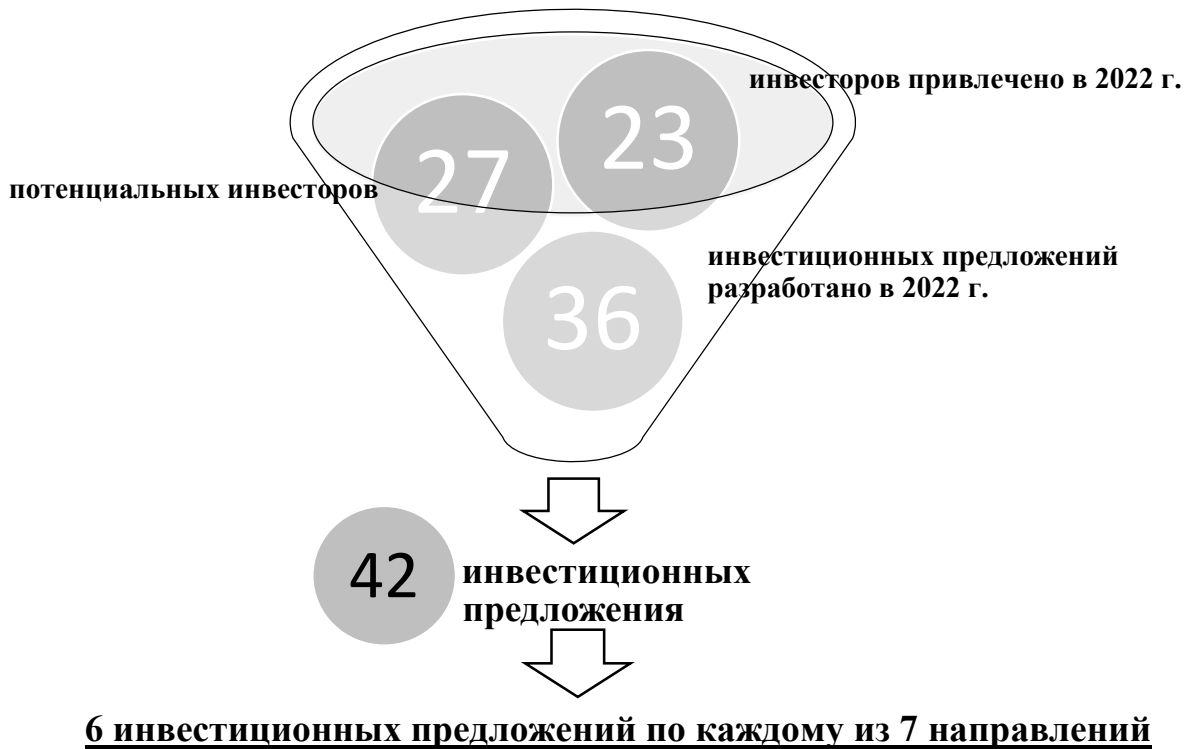 инвесторов привлечено в 2022 г.
23
27
потенциальных инвесторов
инвестиционных предложений
разработано в 2022 г.
36
42
инвестиционных
предложения
6 инвестиционных предложений по каждому из 7 направлений